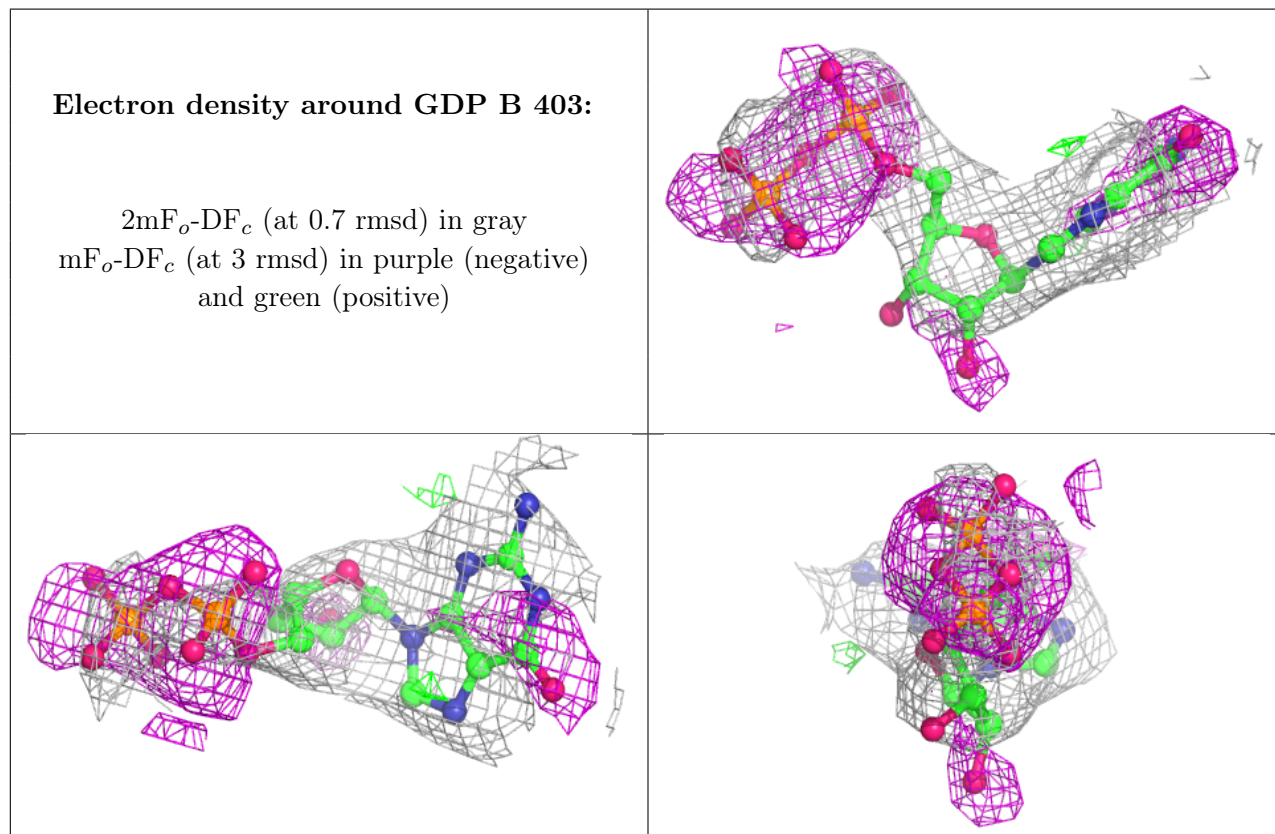 Electron density around GDP B 403:
2mFo-DFc (at 0.7 rmsd) in gray
mFo-DFc (at 3 rmsd) in purple (negative)
and green (positive)